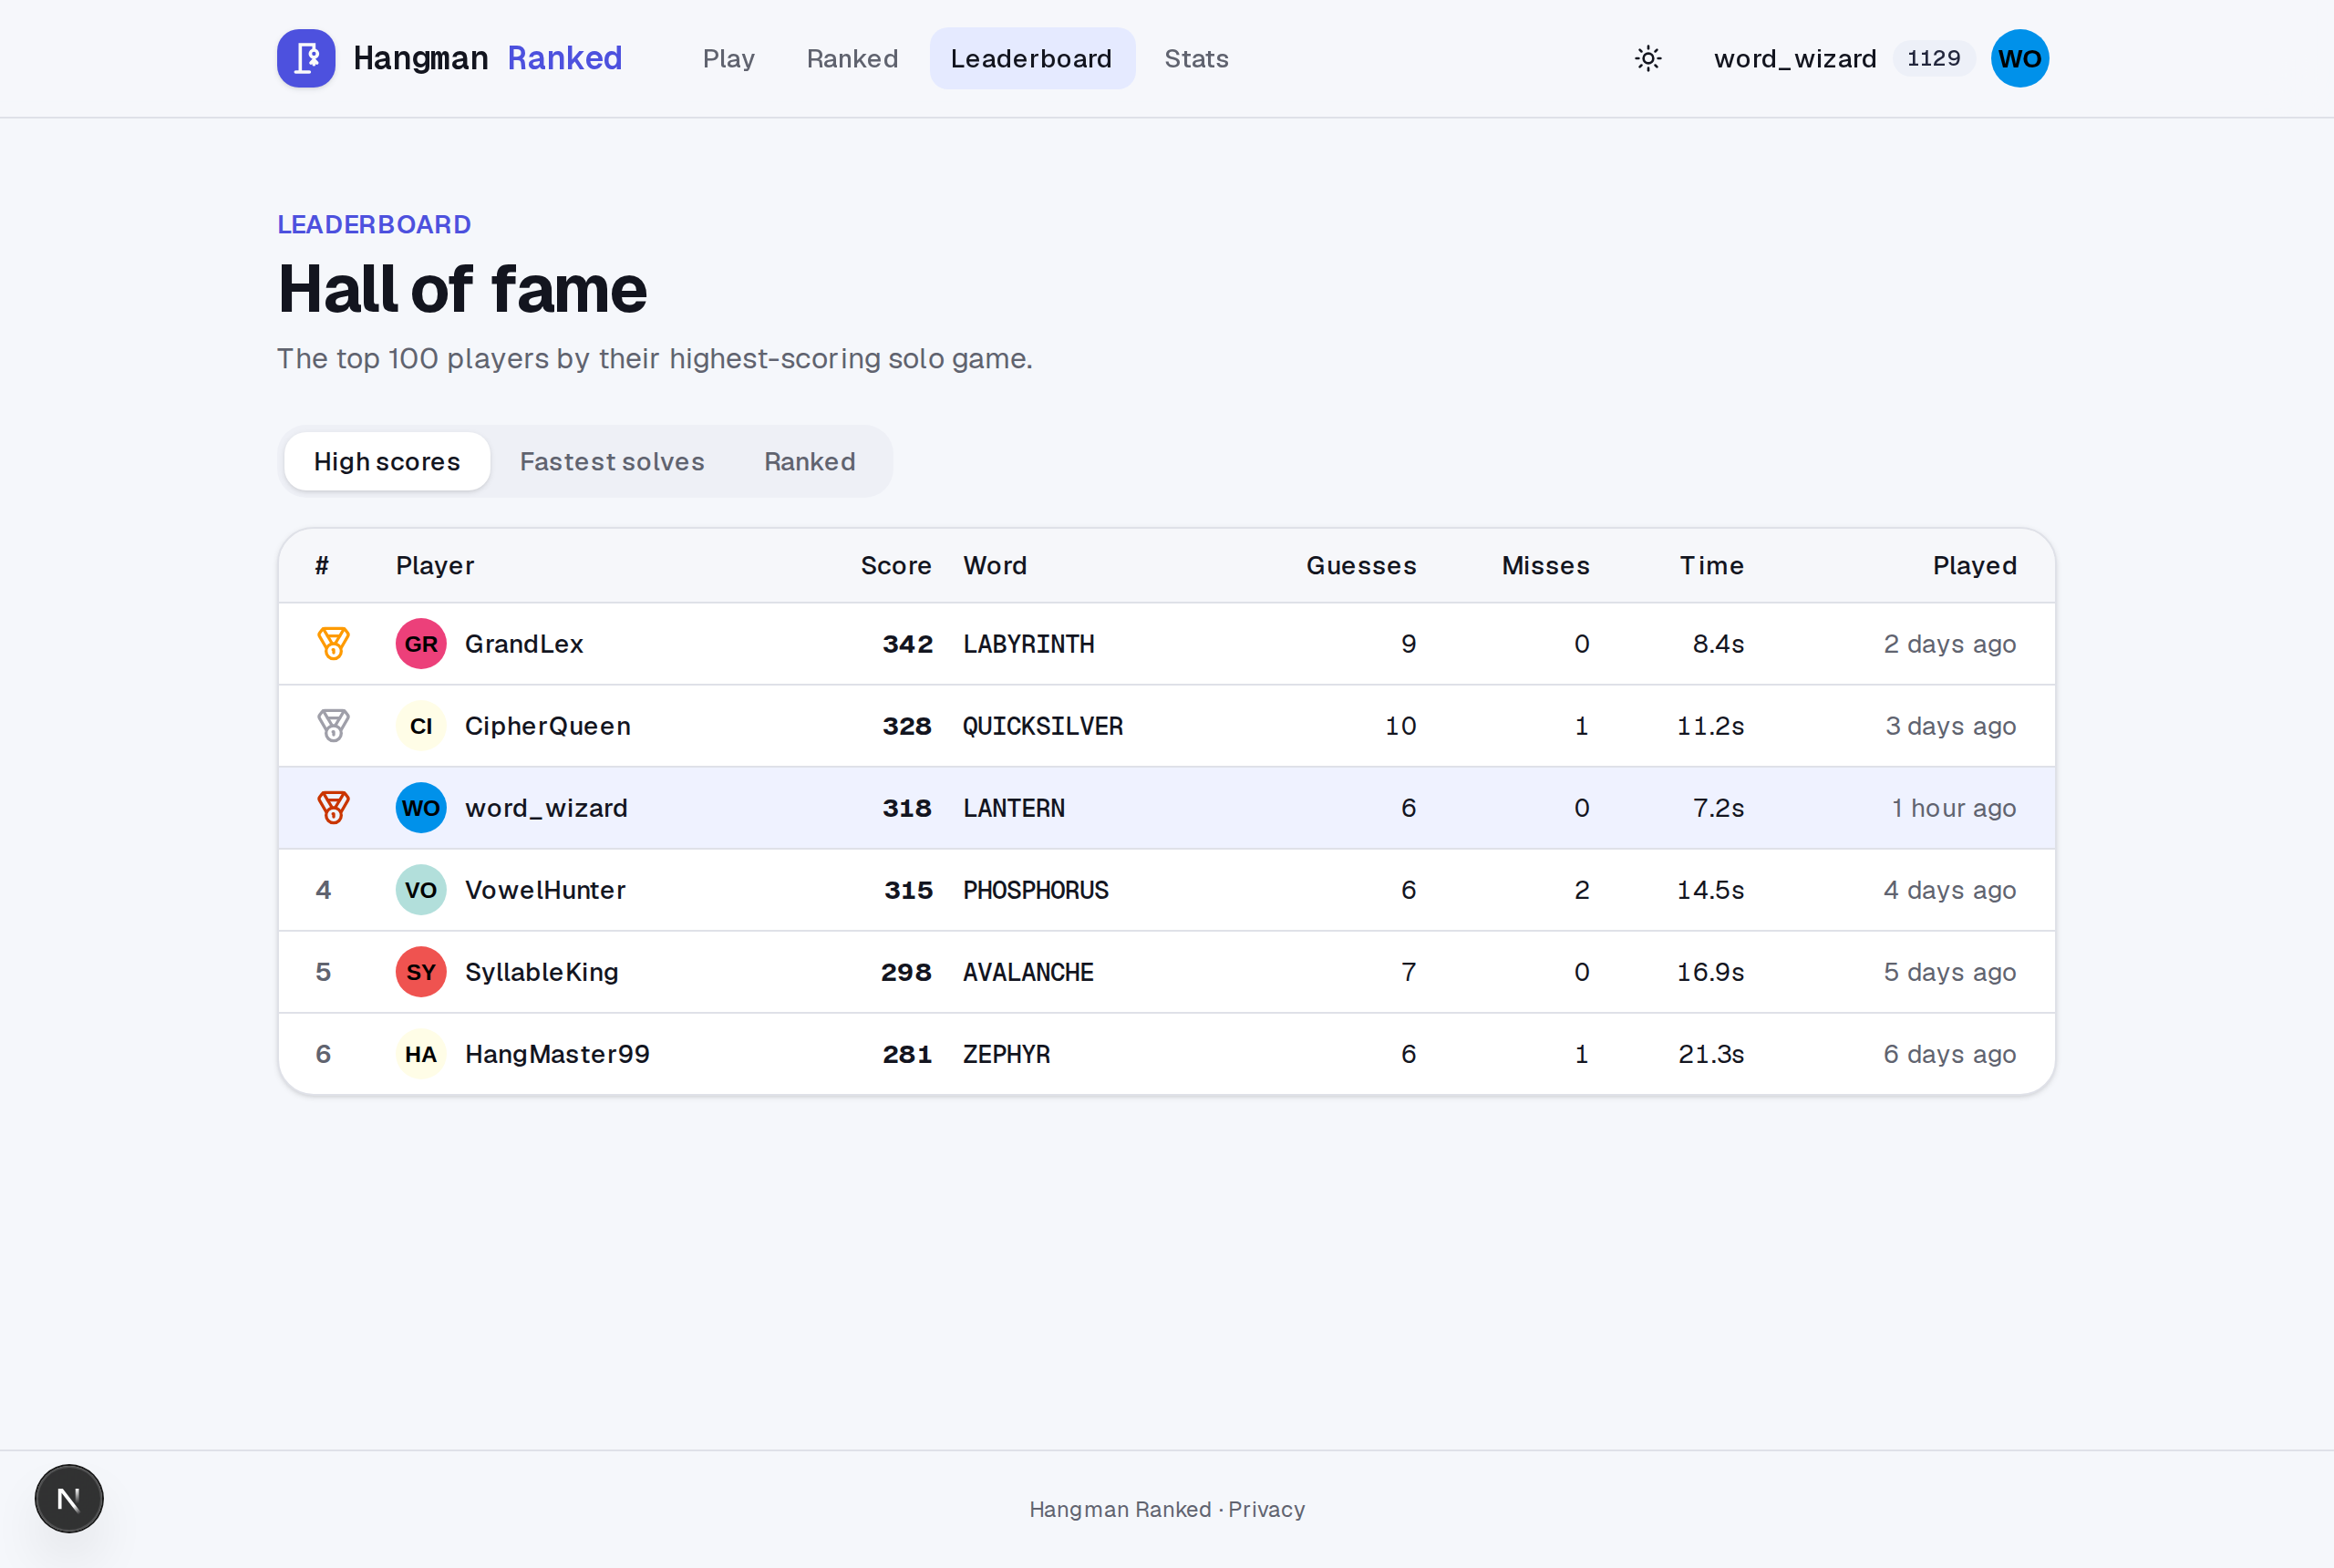 Hangman Ranked Play Ranked Leaderboard Stats word_wizard 1129 WO
LEADERBOARD
Hall of fame
The top 100 players by their highest-scoring solo game.
High scores Fastest solves Ranked
# Player Score Word Guesses Misses Time Played
1 GR GrandLex 342 LABYRINTH 9 0 8.4s 2 days ago
1 CI CipherQueen 328 QUICKSILVER 10 1 11.2s 3 days ago
1 WO word_wizard 318 LANTERN 6 0 7.2s 1 hour ago
4 VO VowelHunter 315 PHOSPHORUS 6 2 14.5s 4 days ago
5 SY SyllableKing 298 AVALANCHE 7 0 16.9s 5 days ago
6 HA HangMaster99 281 ZEPHYR 6 1 21.3s 6 days ago
N
Hangman Ranked · Privacy